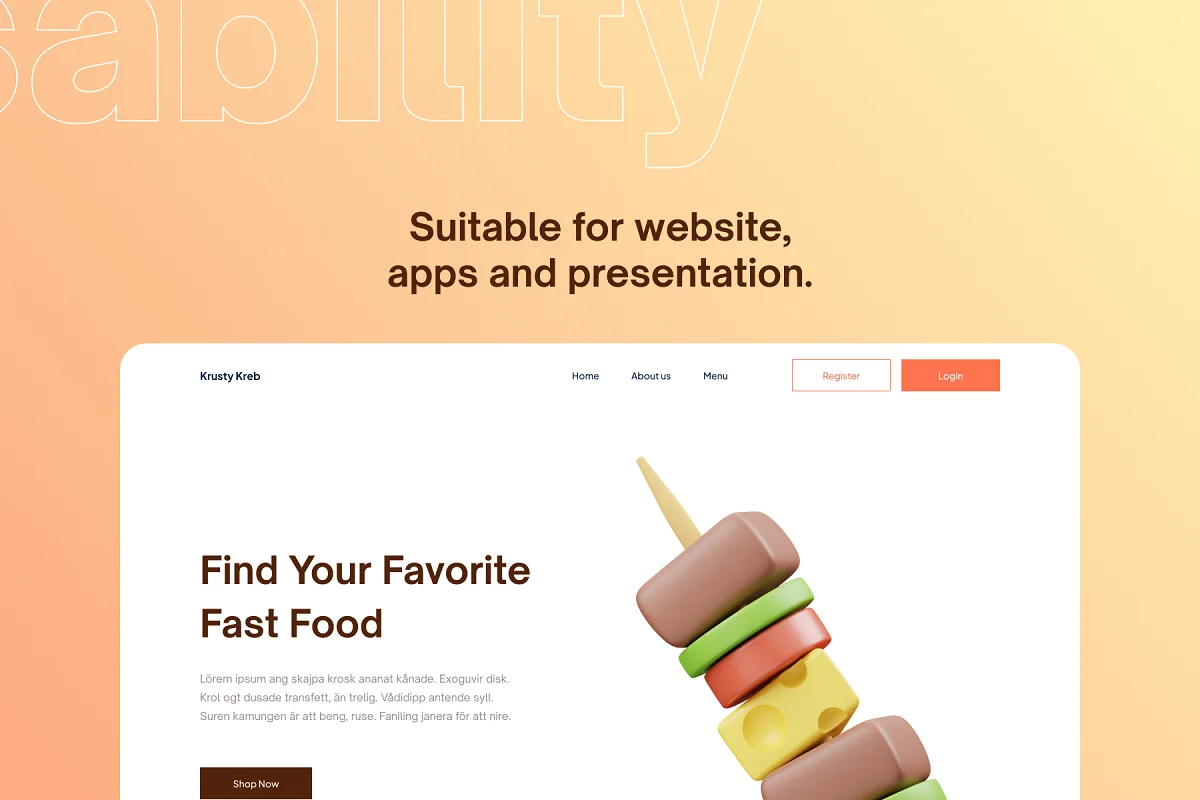 sability
Suitable for website,
apps and presentation.
Krusty Kreb
Home
About us
Menu
Register
Login
Find Your Favorite
Fast Food
Lörem ipsum ang skajpa krosk ananat kånade. Exoguvir disk.
Krol ogt dusade transfett, än trelig. Vådidipp antende syll.
Suren kamungen är att beng, ruse. Faniling janera för att nire.
Shop Now